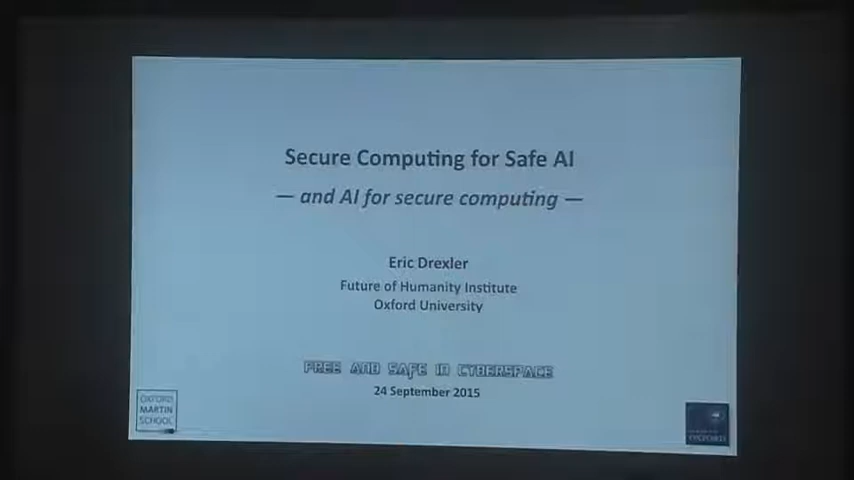 Secure Computing for Safe AI
— and AI for secure computing —
Eric Drexler
Future of Humanity Institute
Oxford University
FREE AND SAFE IN CYBERSPACE
24 September 2015
OXFORD
MARTIN
SCHOOL
OXFORD